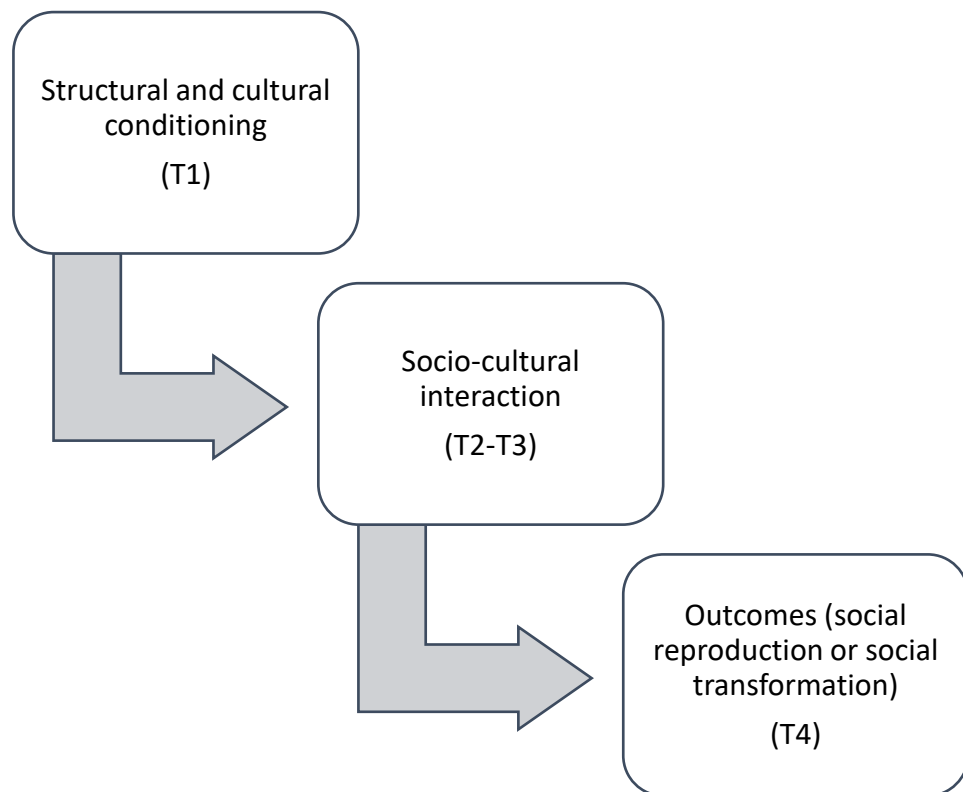 Structural and cultural
conditioning
(T1)
Socio-cultural
interaction
(T2-T3)
Outcomes (social
reproduction or social
transformation)
(T4)